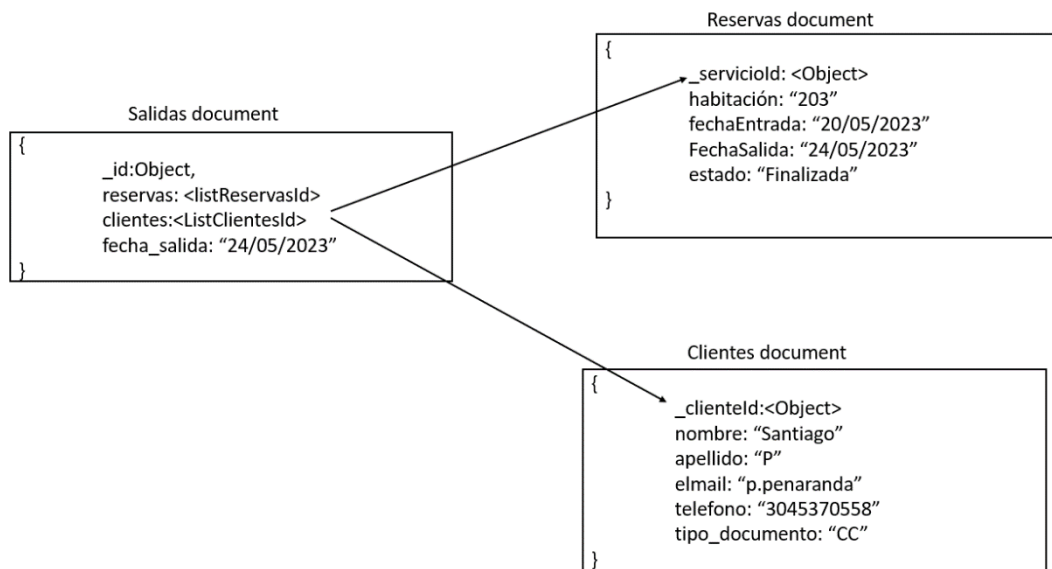 Salidas document
{
_id:Object,
reservas: <listReservasId>
clientes:<ListClientesId>
fecha_salida: “24/05/2023”
}
Reservas document
{
_servicioId: <Object>
habitación: “203”
fechaEntrada: “20/05/2023”
FechaSalida: “24/05/2023”
estado: “Finalizada”
}
Clientes document
{
_clienteId:<Object>
nombre: “Santiago”
apellido: “P”
elmail: “p.penaranda”
telefono: “3045370558”
tipo_documento: “CC”
}